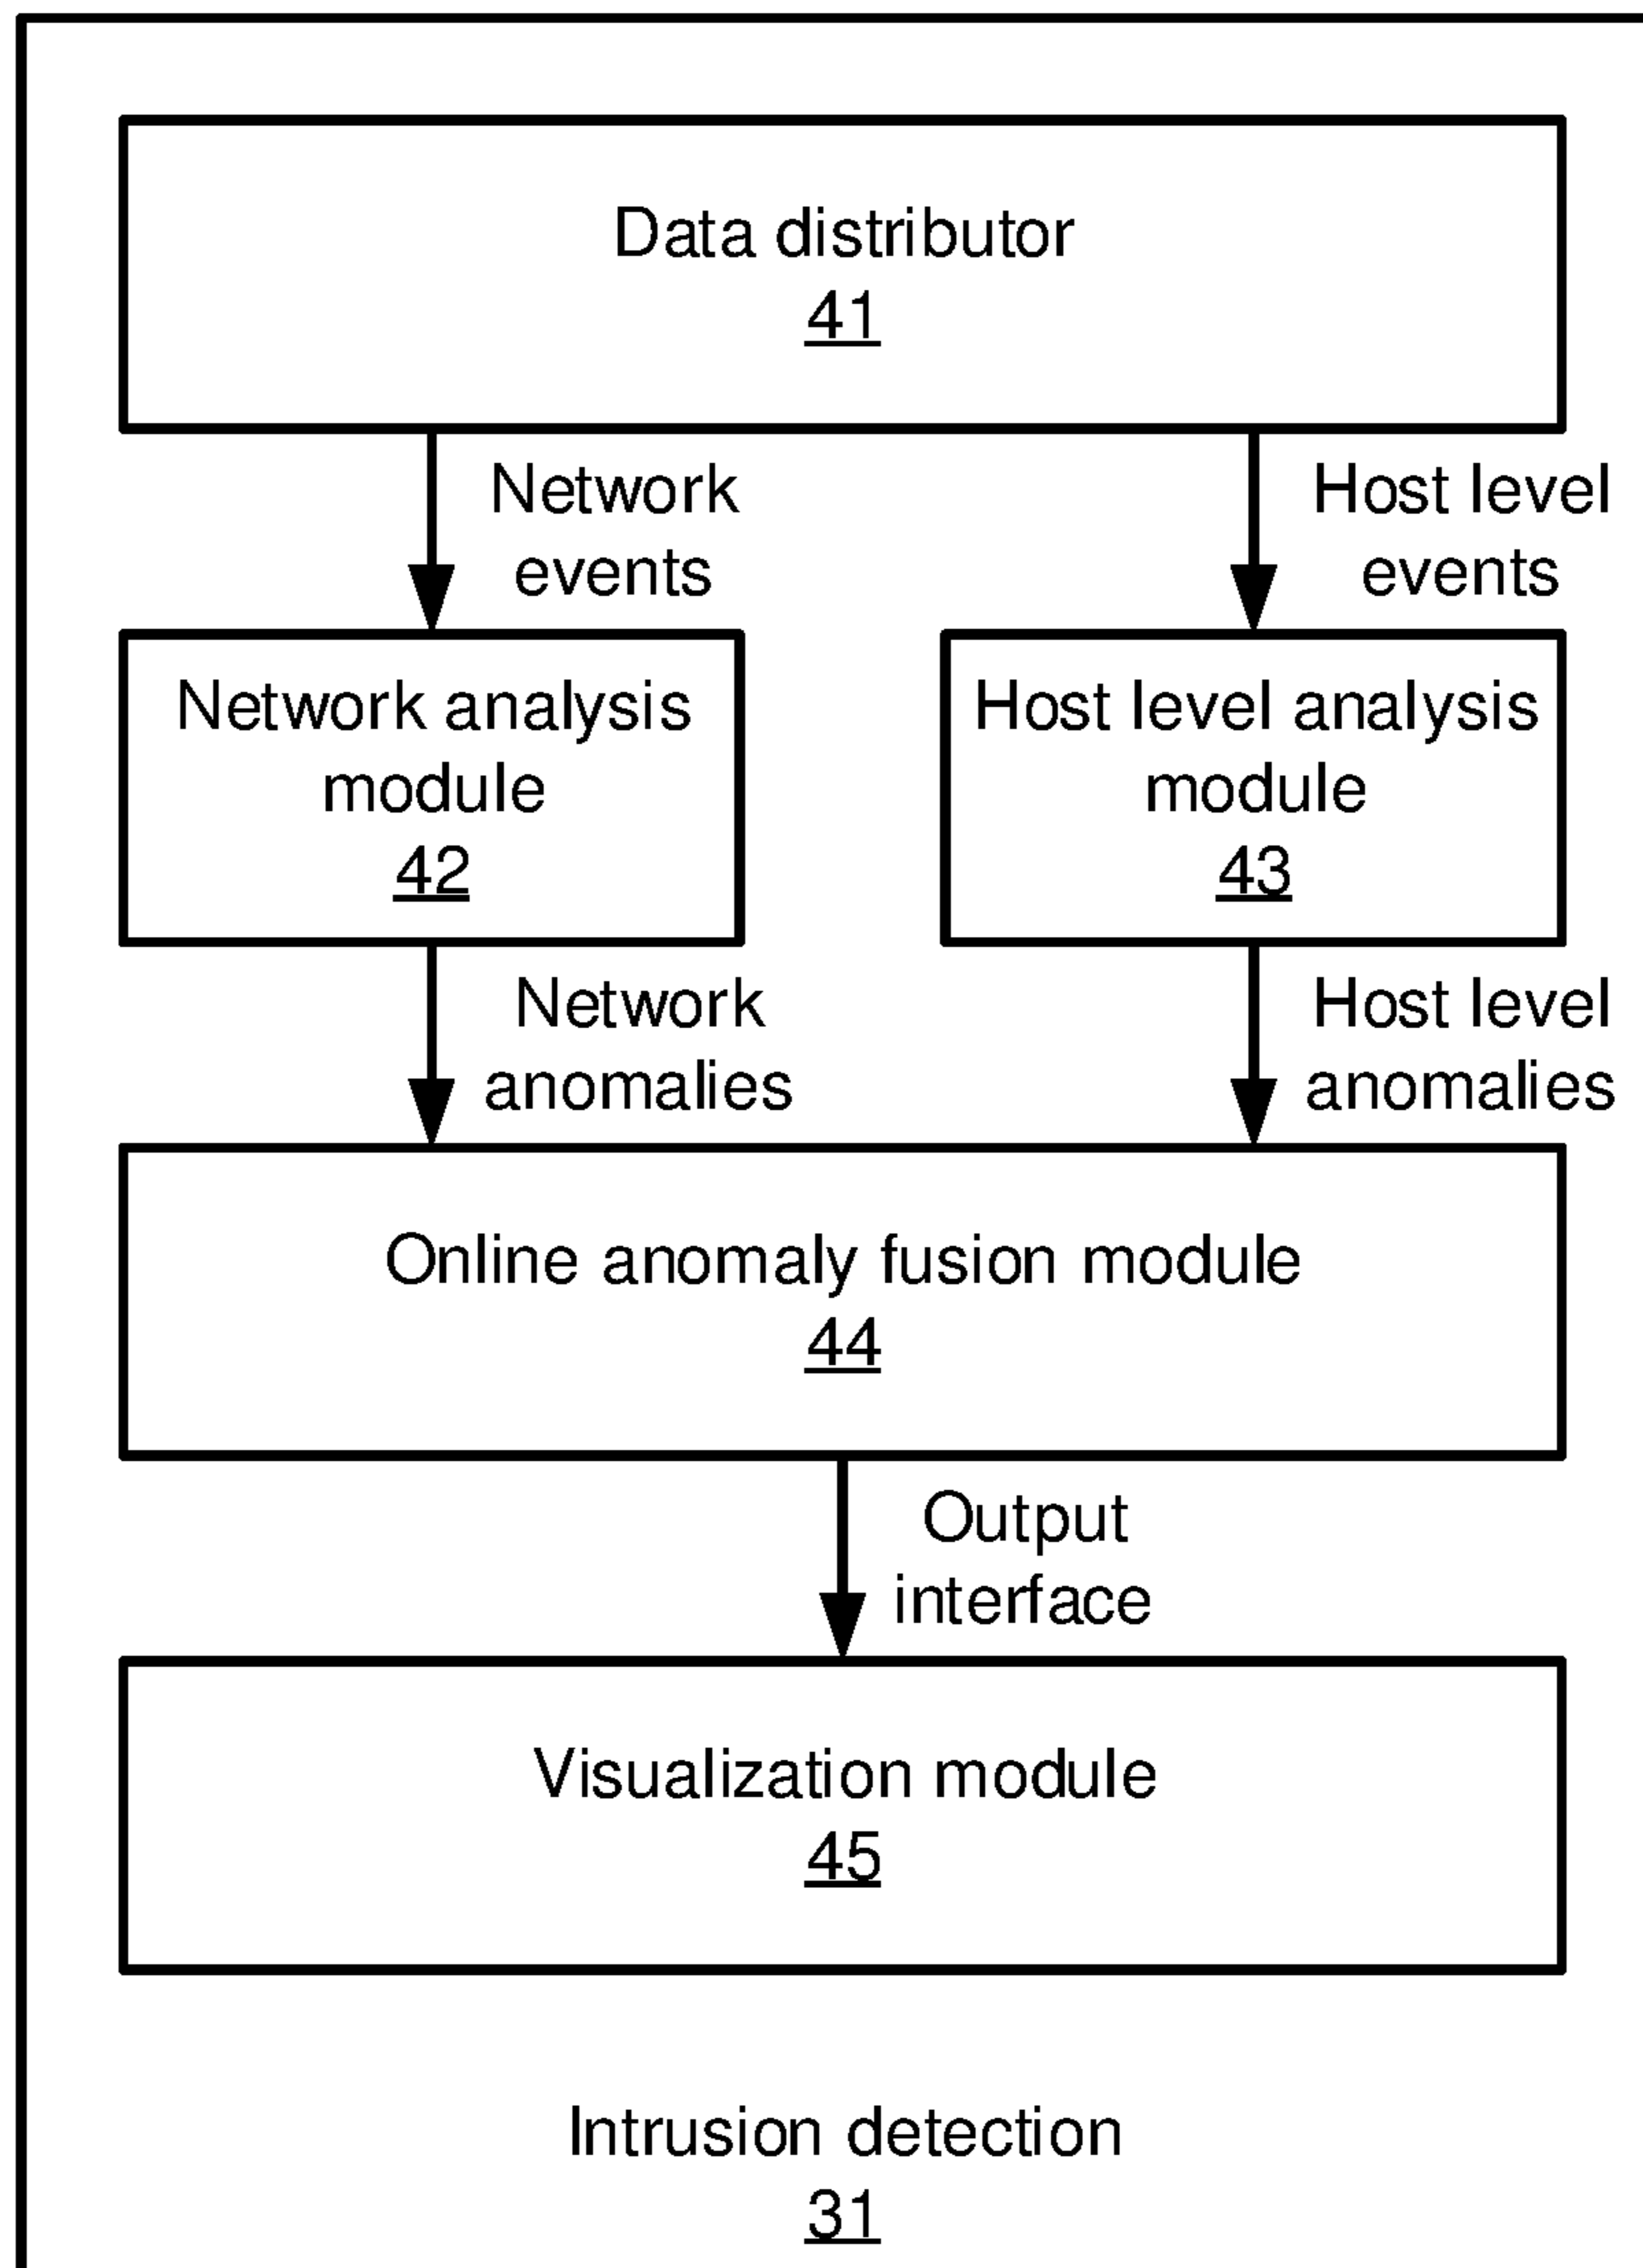 Data distributor
41
Network
events
Host level
events
Network analysis
module
42
Host level analysis
module
43
Network
anomalies
Host level
anomalies
Online anomaly fusion module
44
Output
interface
Visualization module
45
Intrusion detection
31